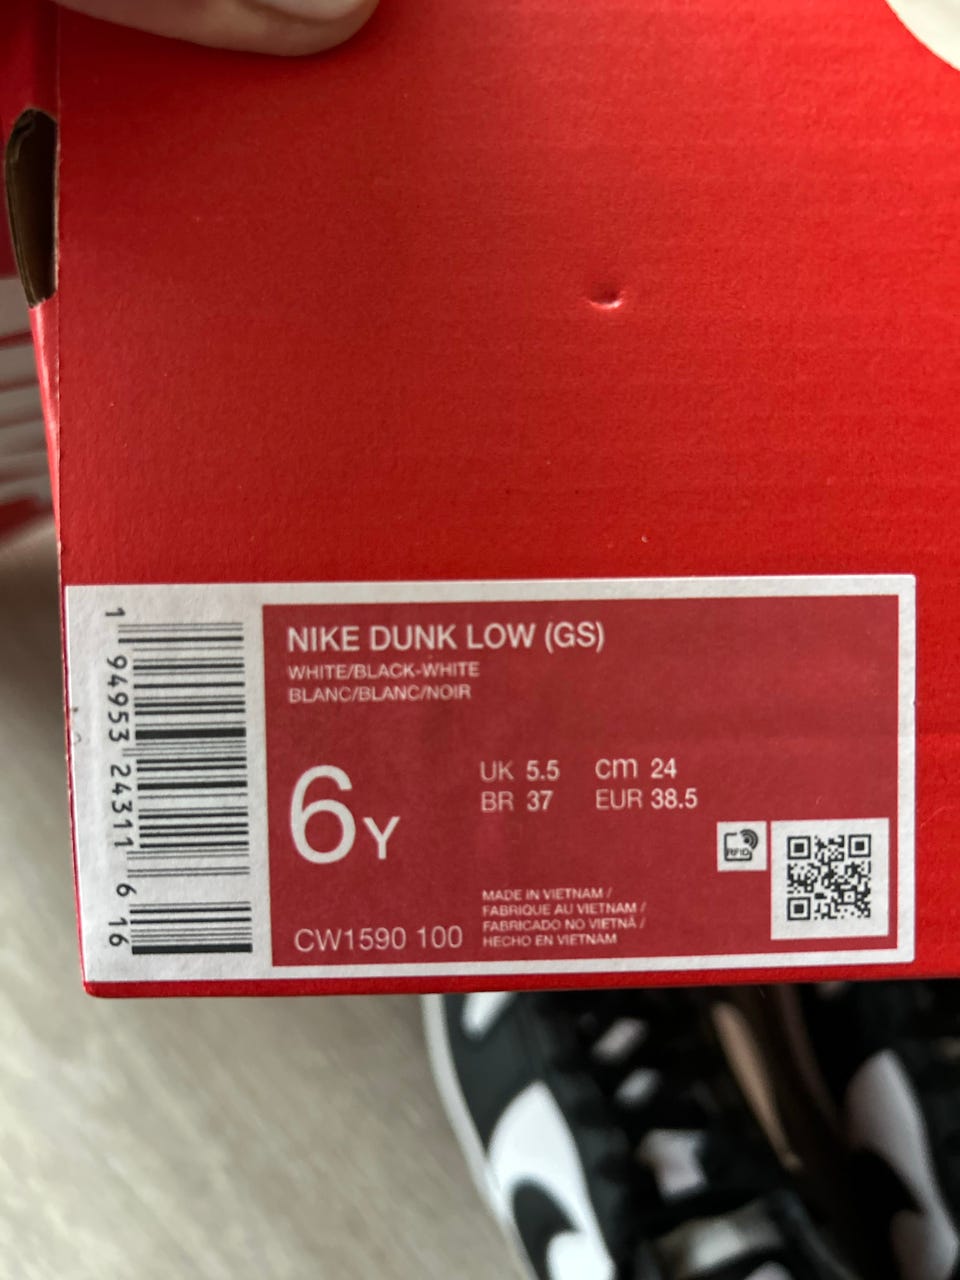 1 94953 24311 6 16
NIKE DUNK LOW (GS)
WHITE/BLACK-WHITE
BLANC/BLANC/NOIR
6Y
UK 5.5 cm 24
BR 37 EUR 38.5
RFID
MADE IN VIETNAM /
FABRIQUE AU VIETNAM /
FABRICADO NO VIETNÃ /
HECHO EN VIETNAM
CW1590 100